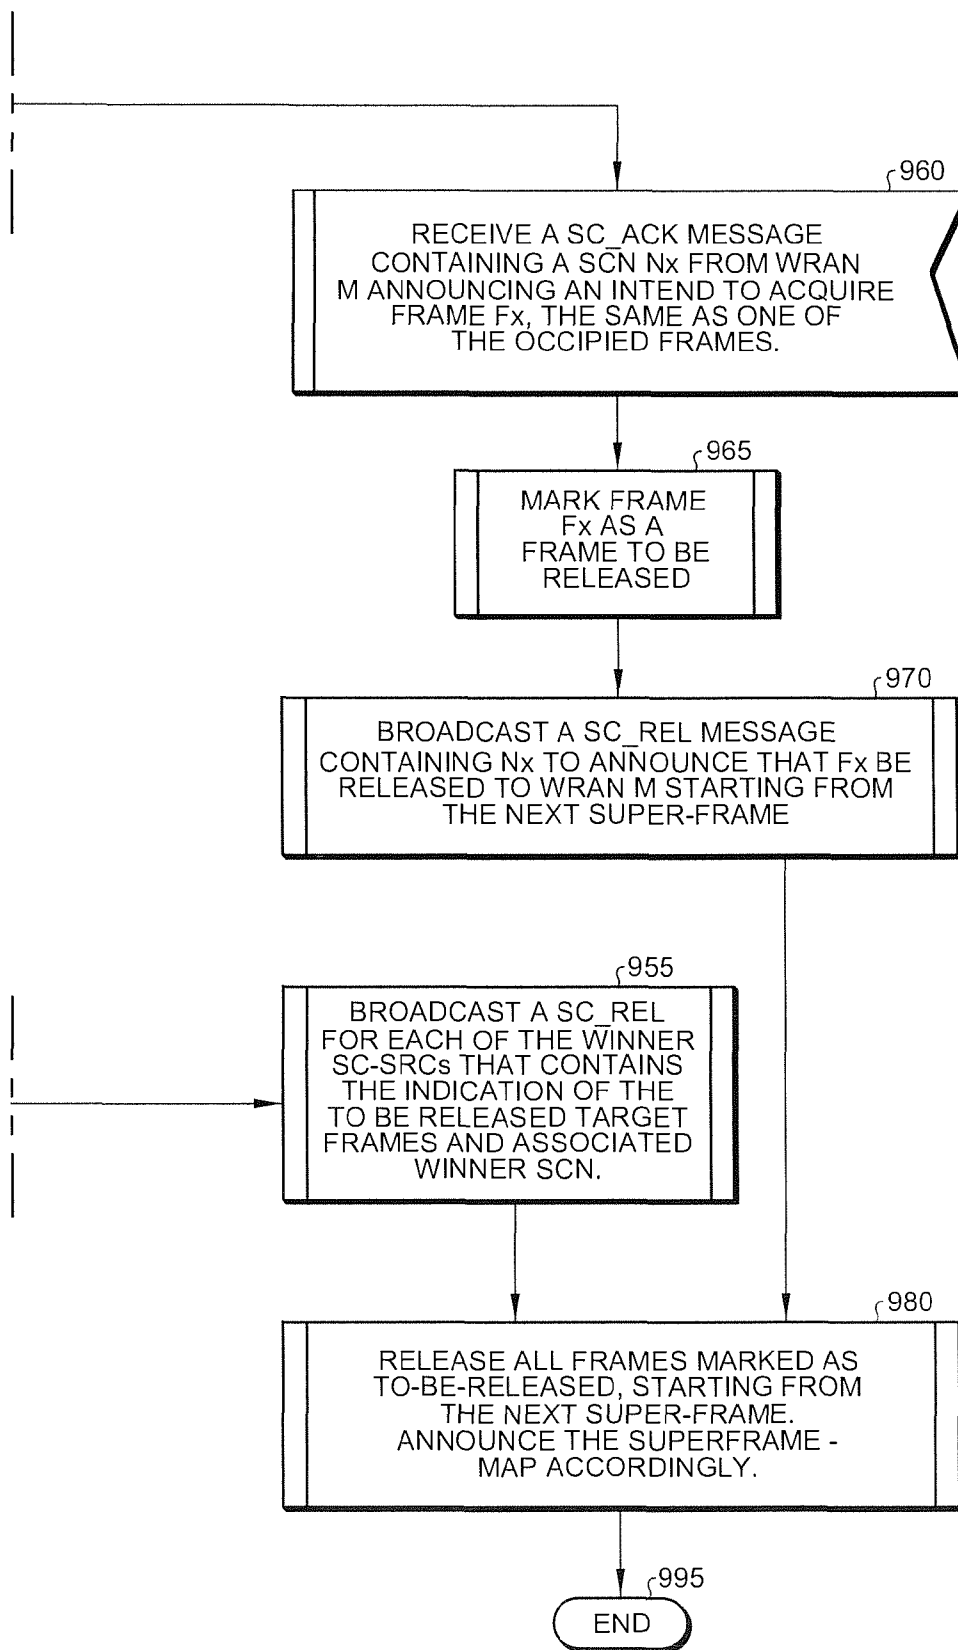 960
RECEIVE A SC_ACK MESSAGE
CONTAINING A SCN Nx FROM WRAN
M ANNOUNCING AN INTEND TO ACQUIRE
FRAME Fx, THE SAME AS ONE OF
THE OCCIPIED FRAMES.
965
MARK FRAME
Fx AS A
FRAME TO BE
RELEASED
970
BROADCAST A SC_REL MESSAGE
CONTAINING Nx TO ANNOUNCE THAT Fx BE
RELEASED TO WRAN M STARTING FROM
THE NEXT SUPER-FRAME
955
BROADCAST A SC_REL
FOR EACH OF THE WINNER
SC-SRCs THAT CONTAINS
THE INDICATION OF THE
TO BE RELEASED TARGET
FRAMES AND ASSOCIATED
WINNER SCN.
980
RELEASE ALL FRAMES MARKED AS
TO-BE-RELEASED, STARTING FROM
THE NEXT SUPER-FRAME.
ANNOUNCE THE SUPERFRAME -
MAP ACCORDINGLY.
995
END